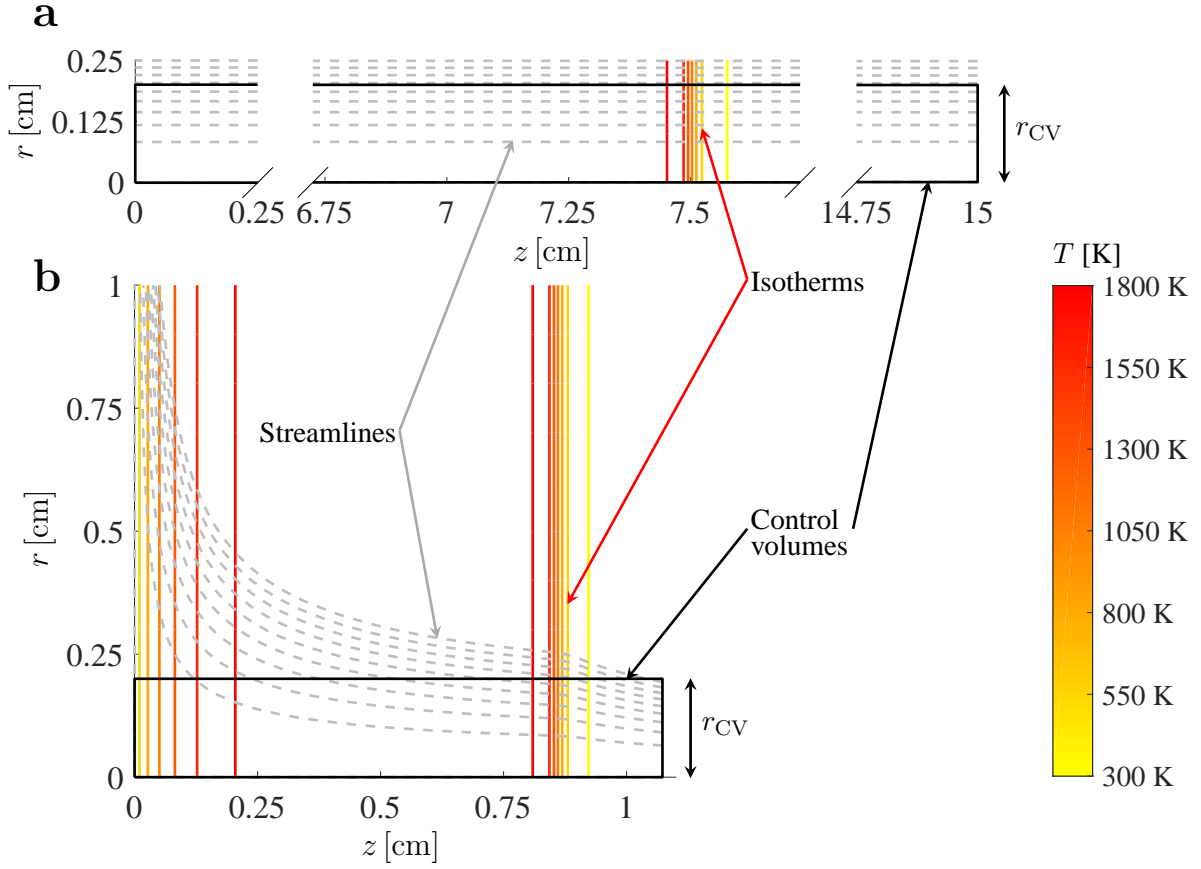 a
0.25
0.125
0
r [cm]
0
0.25
6.75
7
7.25
7.5
14.75
15
z [cm]
rCV
b
1
0.75
0.5
0.25
0
r [cm]
0
0.25
0.5
0.75
1
z [cm]
rCV
Streamlines
Isotherms
Control
volumes
T [K]
1800 K
1550 K
1300 K
1050 K
800 K
550 K
300 K